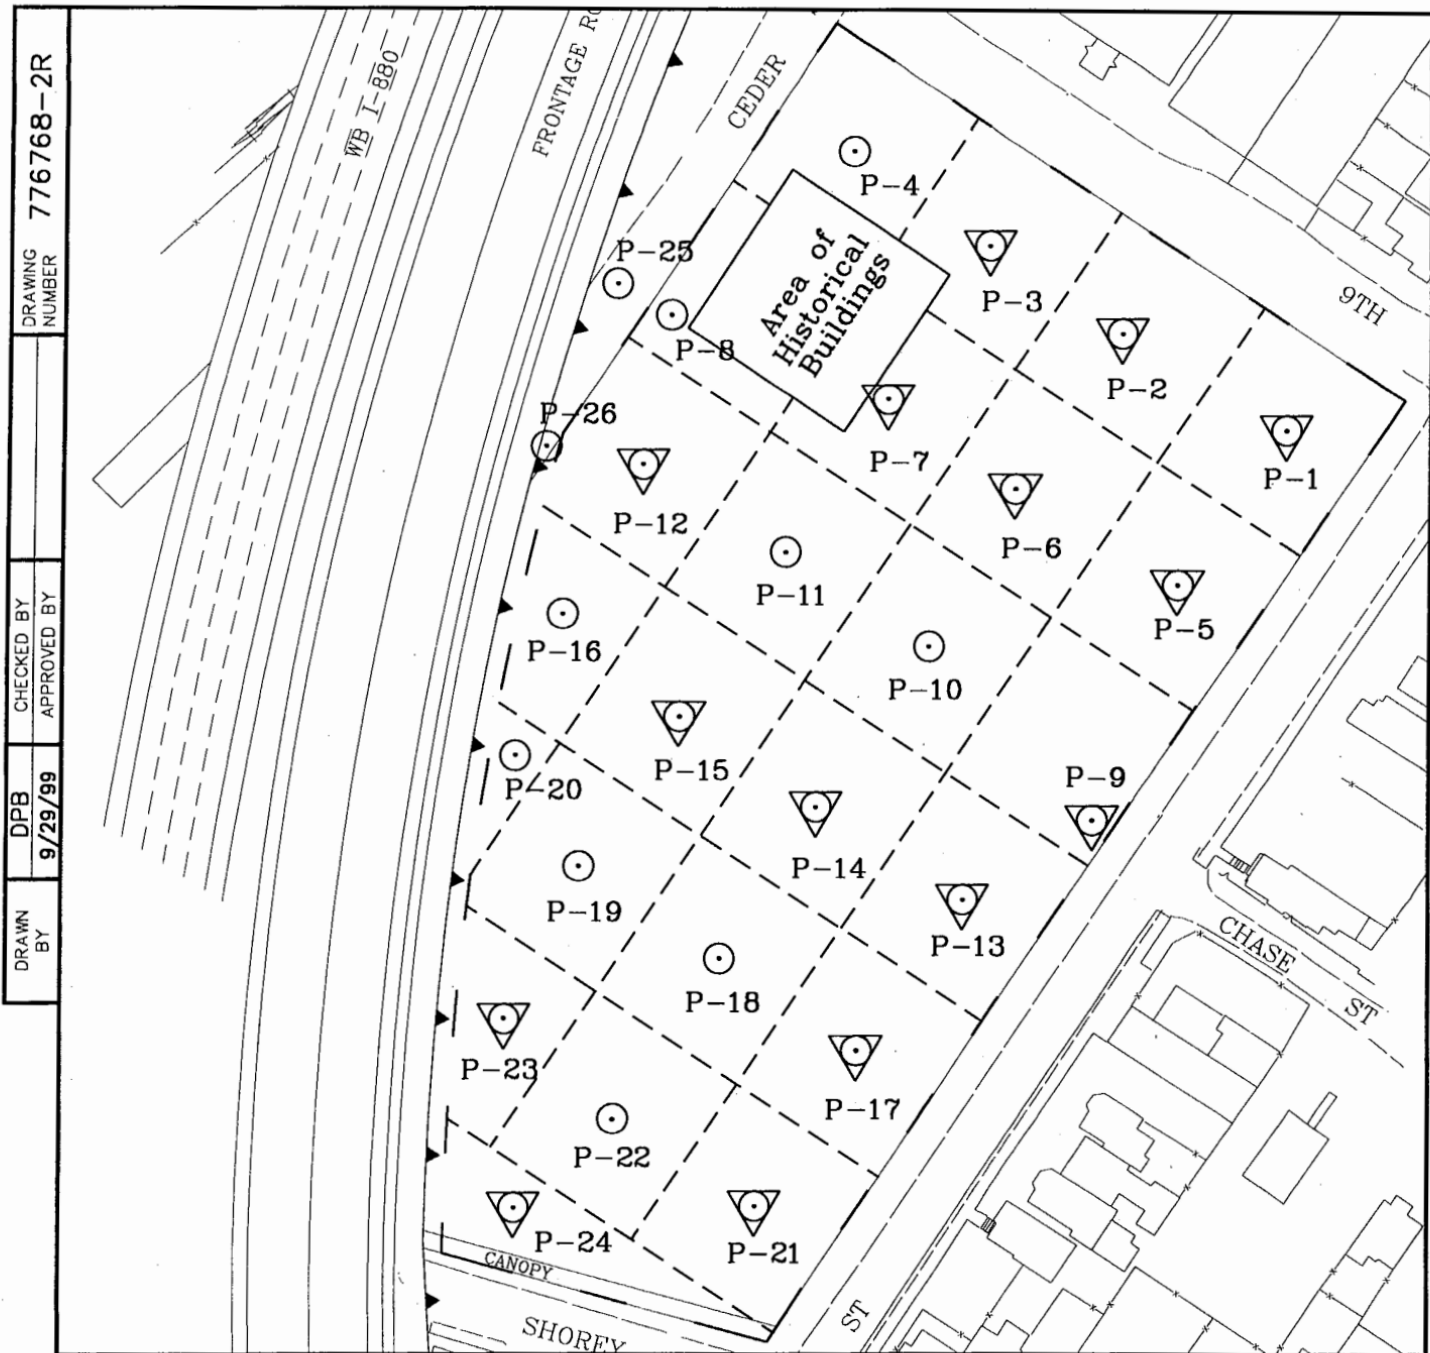 DRAWING NUMBER 776768-2R
CHECKED BY
APPROVED BY
DRAWN BY
DPB
9/29/99
WB I-880
FRONTAGE
CEDER
P-4
P-25
Area of
Historical
Buildings
P-3
9TH
P-8
P-2
P-26
P-7
P-1
P-12
P-6
P-11
P-5
P-16
P-10
P-15
P-9
P-20
P-14
P-19
P-13
CHASE ST
P-18
P-23
P-17
P-22
P-24
P-21
CANOPY
SHOREY
ST